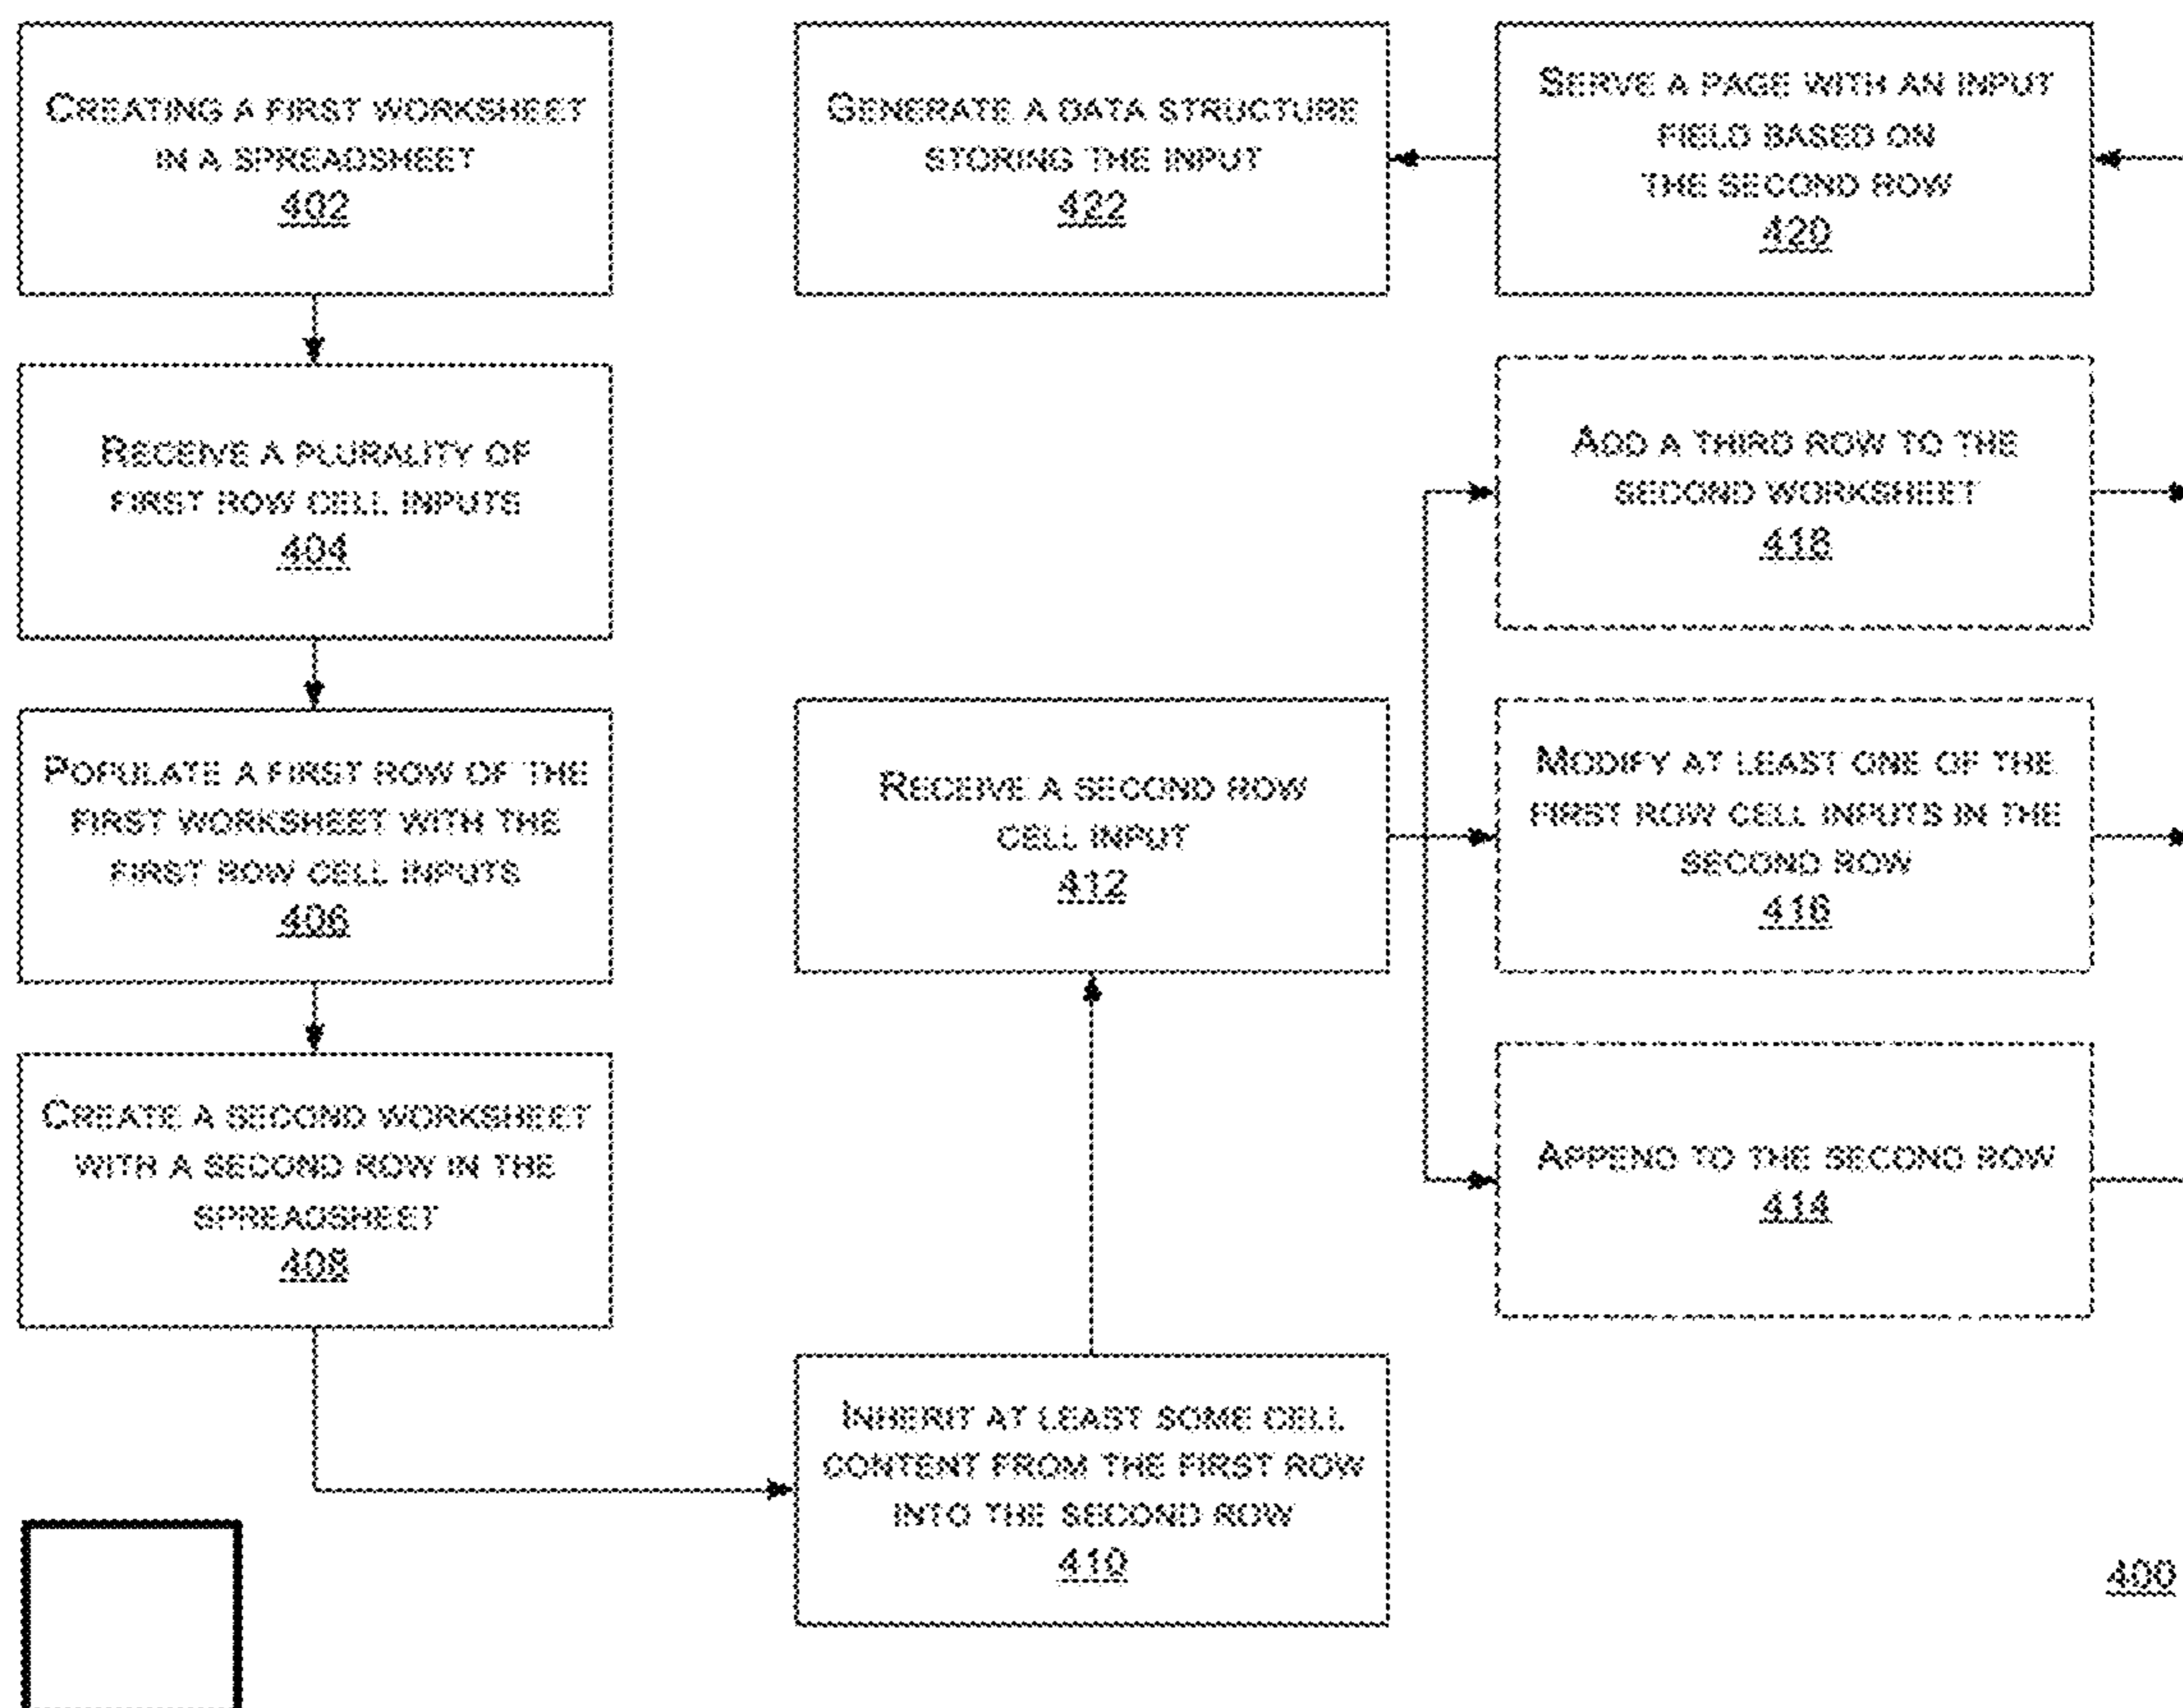 CREATING A FIRST WORKSHEET
IN A SPREADSHEET
402
RECEIVE A PLURALITY OF
FIRST ROW CELL INPUTS
404
POPULATE A FIRST ROW OF THE
FIRST WORKSHEET WITH THE
FIRST ROW CELL INPUTS
406
CREATE A SECOND WORKSHEET
WITH A SECOND ROW IN THE
SPREADSHEET
408
INHERIT AT LEAST SOME CELL
CONTENT FROM THE FIRST ROW
INTO THE SECOND ROW
410
RECEIVE A SECOND ROW
CELL INPUT
412
APPEND TO THE SECOND ROW
414
MODIFY AT LEAST ONE OF THE
FIRST ROW CELL INPUTS IN THE
SECOND ROW
416
ADD A THIRD ROW TO THE
SECOND WORKSHEET
418
SERVE A PAGE WITH AN INPUT
FIELD BASED ON
THE SECOND ROW
420
GENERATE A DATA STRUCTURE
STORING THE INPUT
422
400